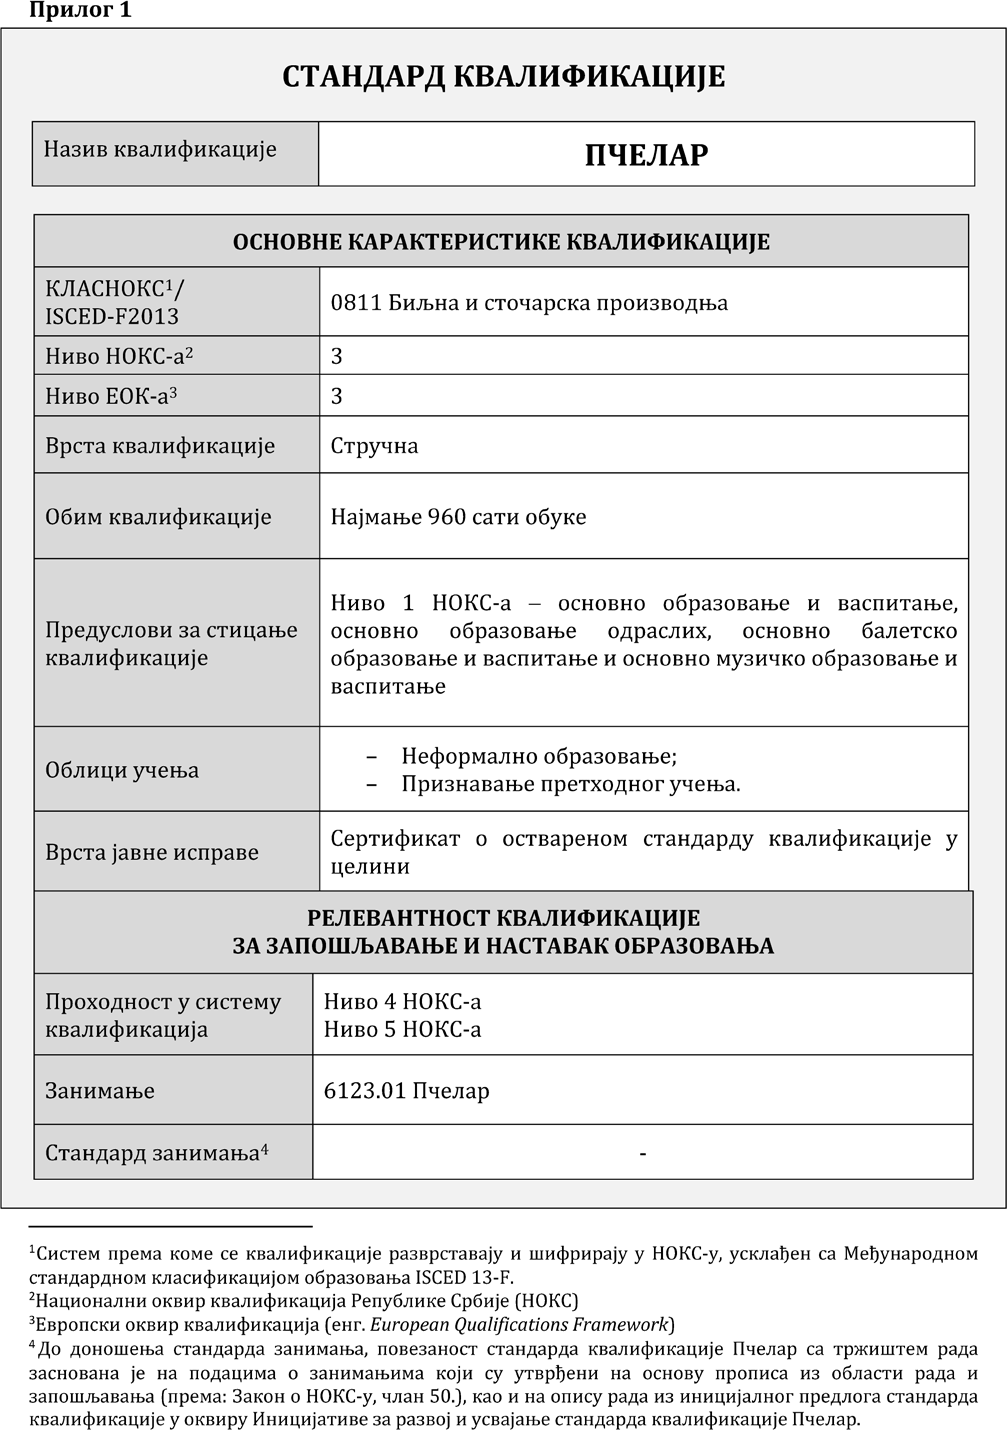 Прилог 1
СТАНДАРД КВАЛИФИКАЦИЈЕ
Назив квалификације
ПЧЕЛАР
ОСНОВНЕ КАРАКТЕРИСТИКЕ КВАЛИФИКАЦИЈЕ
КЛАСНОКС¹/
ISCED-F2013
0811 Биљна и сточарска производња
Ниво НОКС-а²
3
Ниво ЕОК-а³
3
Врста квалификације
Стручна
Обим квалификације
Најмање 960 сати обуке
Предуслови за стицање
квалификације
Ниво 1 НОКС-а – основно образовање и васпитање,
основно образовање одраслих, основно балетско
образовање и васпитање и основно музичко образовање и
васпитање
Облици учења
– Неформално образовање;
– Признавање претходног учења.
Врста јавне исправе
Сертификат о оствареном стандарду квалификације у
целини
РЕЛЕВАНТНОСТ КВАЛИФИКАЦИЈЕ
ЗА ЗАПОШЉАВАЊЕ И НАСТАВАК ОБРАЗОВАЊА
Проходност у систему
квалификација
Ниво 4 НОКС-а
Ниво 5 НОКС-а
Занимање
6123.01 Пчелар
Стандард занимања⁴
-
¹Систем према коме се квалификације разврставају и шифрирају у НОКС-у, усклађен са Међународном
стандардном класификацијом образовања ISCED 13-F.
²Национални оквир квалификација Републике Србије (НОКС)
³Европски оквир квалификација (енг. European Qualifications Framework)
⁴ До доношења стандарда занимања, повезаност стандарда квалификације Пчелар са тржиштем рада
заснована је на подацима о занимањима који су утврђени на основу прописа из области рада и
запошљавања (према: Закон о НОКС-у, члан 50.), као и на опису рада из иницијалног предлога стандарда
квалификације у оквиру Иницијативе за развој и усвајање стандарда квалификације Пчелар.